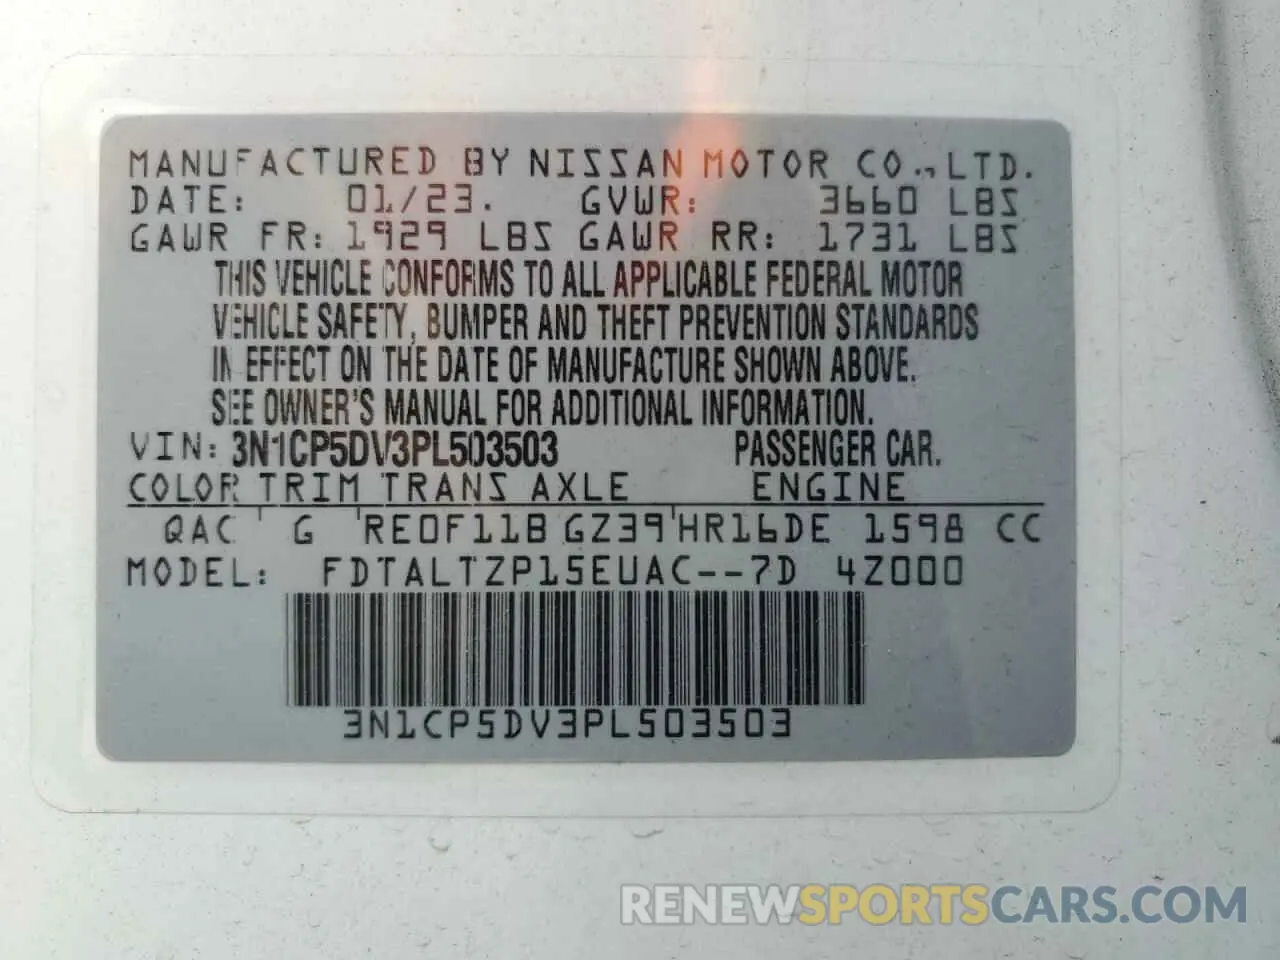 MANUFACTURED BY NISSAN MOTOR CO.,LTD.
DATE: 01/23. GVWR: 3660 LBS
GAWR FR: 1929 LBS GAWR RR: 1731 LBS
THIS VEHICLE CONFORMS TO ALL APPLICABLE FEDERAL MOTOR
VEHICLE SAFETY, BUMPER AND THEFT PREVENTION STANDARDS
IN EFFECT ON THE DATE OF MANUFACTURE SHOWN ABOVE.
SEE OWNER'S MANUAL FOR ADDITIONAL INFORMATION.
VIN: 3N1CP5DV3PL503503 PASSENGER CAR.
COLOR TRIM TRANS AXLE ENGINE
QAC G RE0F11B GZ39 HR16DE 1598 CC
MODEL: FDTALTZP15EUAC--7D 4Z000
3N1CP5DV3PL503503
RENEWSPORTSCARS.COM